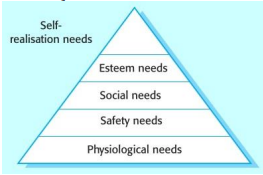 Self-
realisation needs
Esteem needs
Social needs
Safety needs
Physiological needs